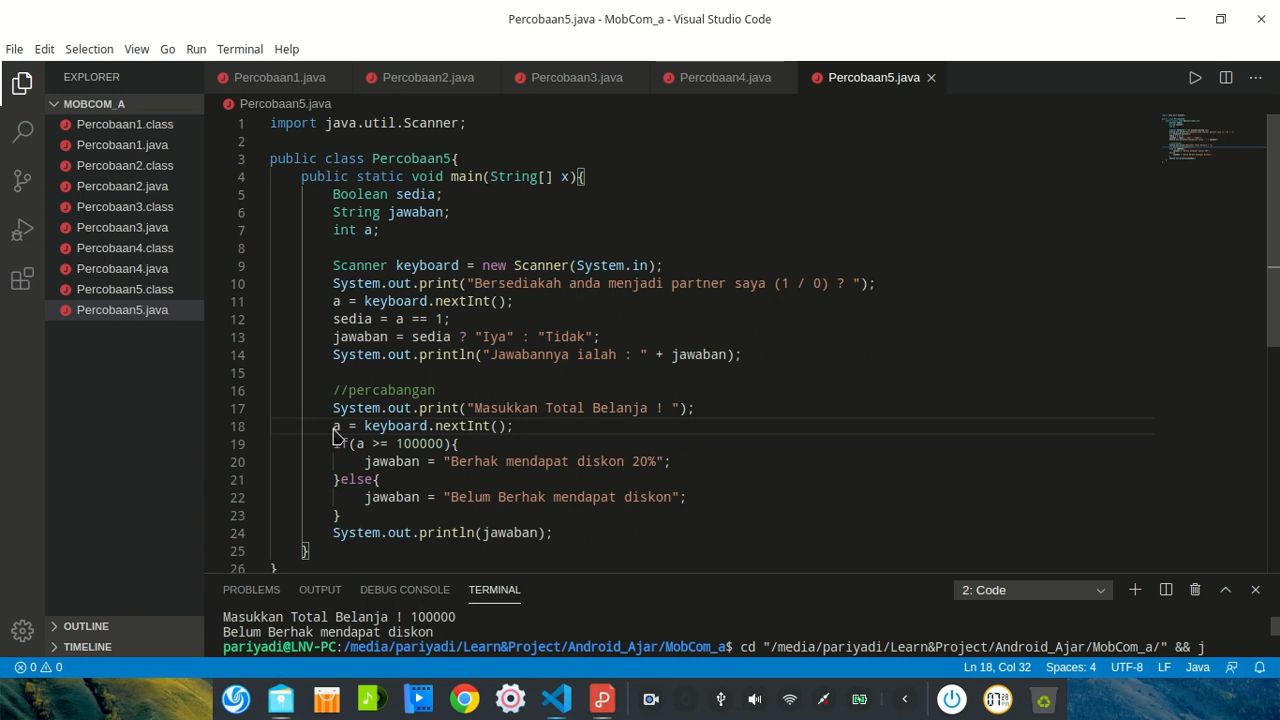 Percobaan5.java - MobCom_a - Visual Studio Code
File Edit Selection View Go Run Terminal Help
EXPLORER
Percobaan1.java Percobaan2.java Percobaan3.java Percobaan4.java Percobaan5.java
MOBCOM_A
Percobaan1.class
Percobaan1.java
Percobaan2.class
Percobaan2.java
Percobaan3.class
Percobaan3.java
Percobaan4.class
Percobaan4.java
Percobaan5.class
Percobaan5.java
OUTLINE
TIMELINE
Percobaan5.java
1 import java.util.Scanner;
2
3 public class Percobaan5{
4 public static void main(String[] x){
5 Boolean sedia;
6 String jawaban;
7 int a;
8
9 Scanner keyboard = new Scanner(System.in);
10 System.out.print("Bersediakah anda menjadi partner saya (1 / 0) ? ");
11 a = keyboard.nextInt();
12 sedia = a == 1;
13 jawaban = sedia ? "Iya" : "Tidak";
14 System.out.println("Jawabannya ialah : " + jawaban);
15
16 //percabangan
17 System.out.print("Masukkan Total Belanja ! ");
18 a = keyboard.nextInt();
19 if(a >= 100000){
20 jawaban = "Berhak mendapat diskon 20%";
21 }else{
22 jawaban = "Belum Berhak mendapat diskon";
23 }
24 System.out.println(jawaban);
25 }
26 }
PROBLEMS OUTPUT DEBUG CONSOLE TERMINAL 2: Code
Masukkan Total Belanja ! 100000
Belum Berhak mendapat diskon
pariyadi@LNV-PC:/media/pariyadi/Learn&Project/Android_Ajar/MobCom_a$ cd "/media/pariyadi/Learn&Project/Android_Ajar/MobCom_a/" && j
0 0 Ln 18, Col 32 Spaces: 4 UTF-8 LF Java
07:28